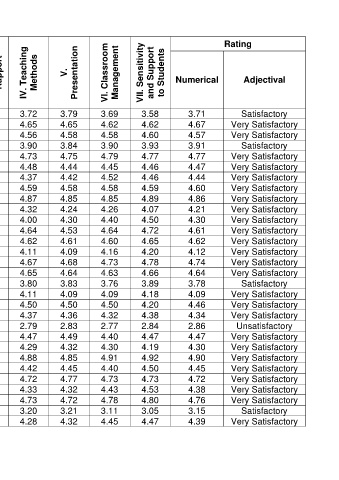 IV. Teaching Methods
V. Presentation
VI. Classroom Management
VII. Sensitivity and Support to Students
Rating
Numerical Adjectival
3.72 3.79 3.69 3.58 3.71 Satisfactory
4.65 4.65 4.62 4.62 4.67 Very Satisfactory
4.56 4.58 4.58 4.60 4.57 Very Satisfactory
3.90 3.84 3.90 3.93 3.91 Satisfactory
4.73 4.75 4.79 4.77 4.77 Very Satisfactory
4.48 4.44 4.45 4.46 4.47 Very Satisfactory
4.37 4.42 4.52 4.46 4.44 Very Satisfactory
4.59 4.58 4.58 4.59 4.60 Very Satisfactory
4.87 4.85 4.85 4.89 4.86 Very Satisfactory
4.32 4.24 4.26 4.07 4.21 Very Satisfactory
4.00 4.30 4.40 4.50 4.30 Very Satisfactory
4.64 4.53 4.64 4.72 4.61 Very Satisfactory
4.62 4.61 4.60 4.65 4.62 Very Satisfactory
4.11 4.09 4.16 4.20 4.12 Very Satisfactory
4.67 4.68 4.73 4.78 4.74 Very Satisfactory
4.65 4.64 4.63 4.66 4.64 Very Satisfactory
3.80 3.83 3.76 3.89 3.78 Satisfactory
4.11 4.09 4.09 4.18 4.09 Very Satisfactory
4.50 4.50 4.50 4.20 4.46 Very Satisfactory
4.37 4.36 4.32 4.38 4.34 Very Satisfactory
2.79 2.83 2.77 2.84 2.86 Unsatisfactory
4.47 4.49 4.40 4.47 4.47 Very Satisfactory
4.29 4.32 4.30 4.19 4.30 Very Satisfactory
4.88 4.85 4.91 4.92 4.90 Very Satisfactory
4.42 4.45 4.40 4.50 4.45 Very Satisfactory
4.72 4.77 4.73 4.73 4.72 Very Satisfactory
4.33 4.32 4.43 4.53 4.38 Very Satisfactory
4.73 4.72 4.78 4.80 4.76 Very Satisfactory
3.20 3.21 3.11 3.05 3.15 Satisfactory
4.28 4.32 4.45 4.47 4.39 Very Satisfactory